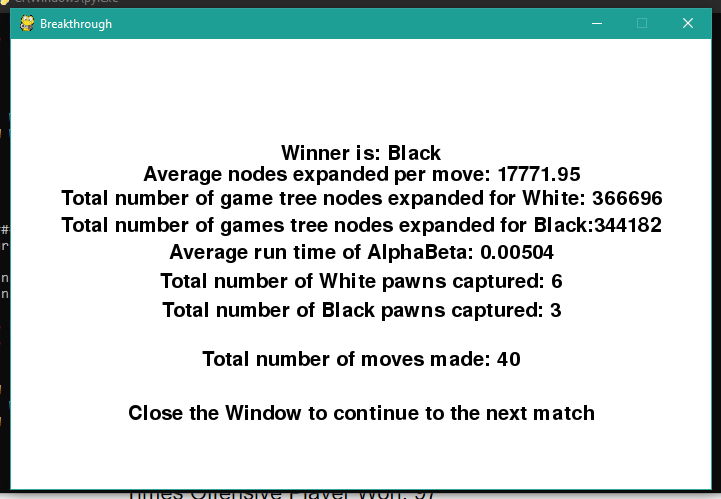 C:\Windows\py.exe
Breakthrough
Winner is: Black
Average nodes expanded per move: 17771.95
Total number of game tree nodes expanded for White: 366696
Total number of games tree nodes expanded for Black:344182
Average run time of AlphaBeta: 0.00504
Total number of White pawns captured: 6
Total number of Black pawns captured: 3
Total number of moves made: 40
Close the Window to continue to the next match
Times Offensive Player Won: 97